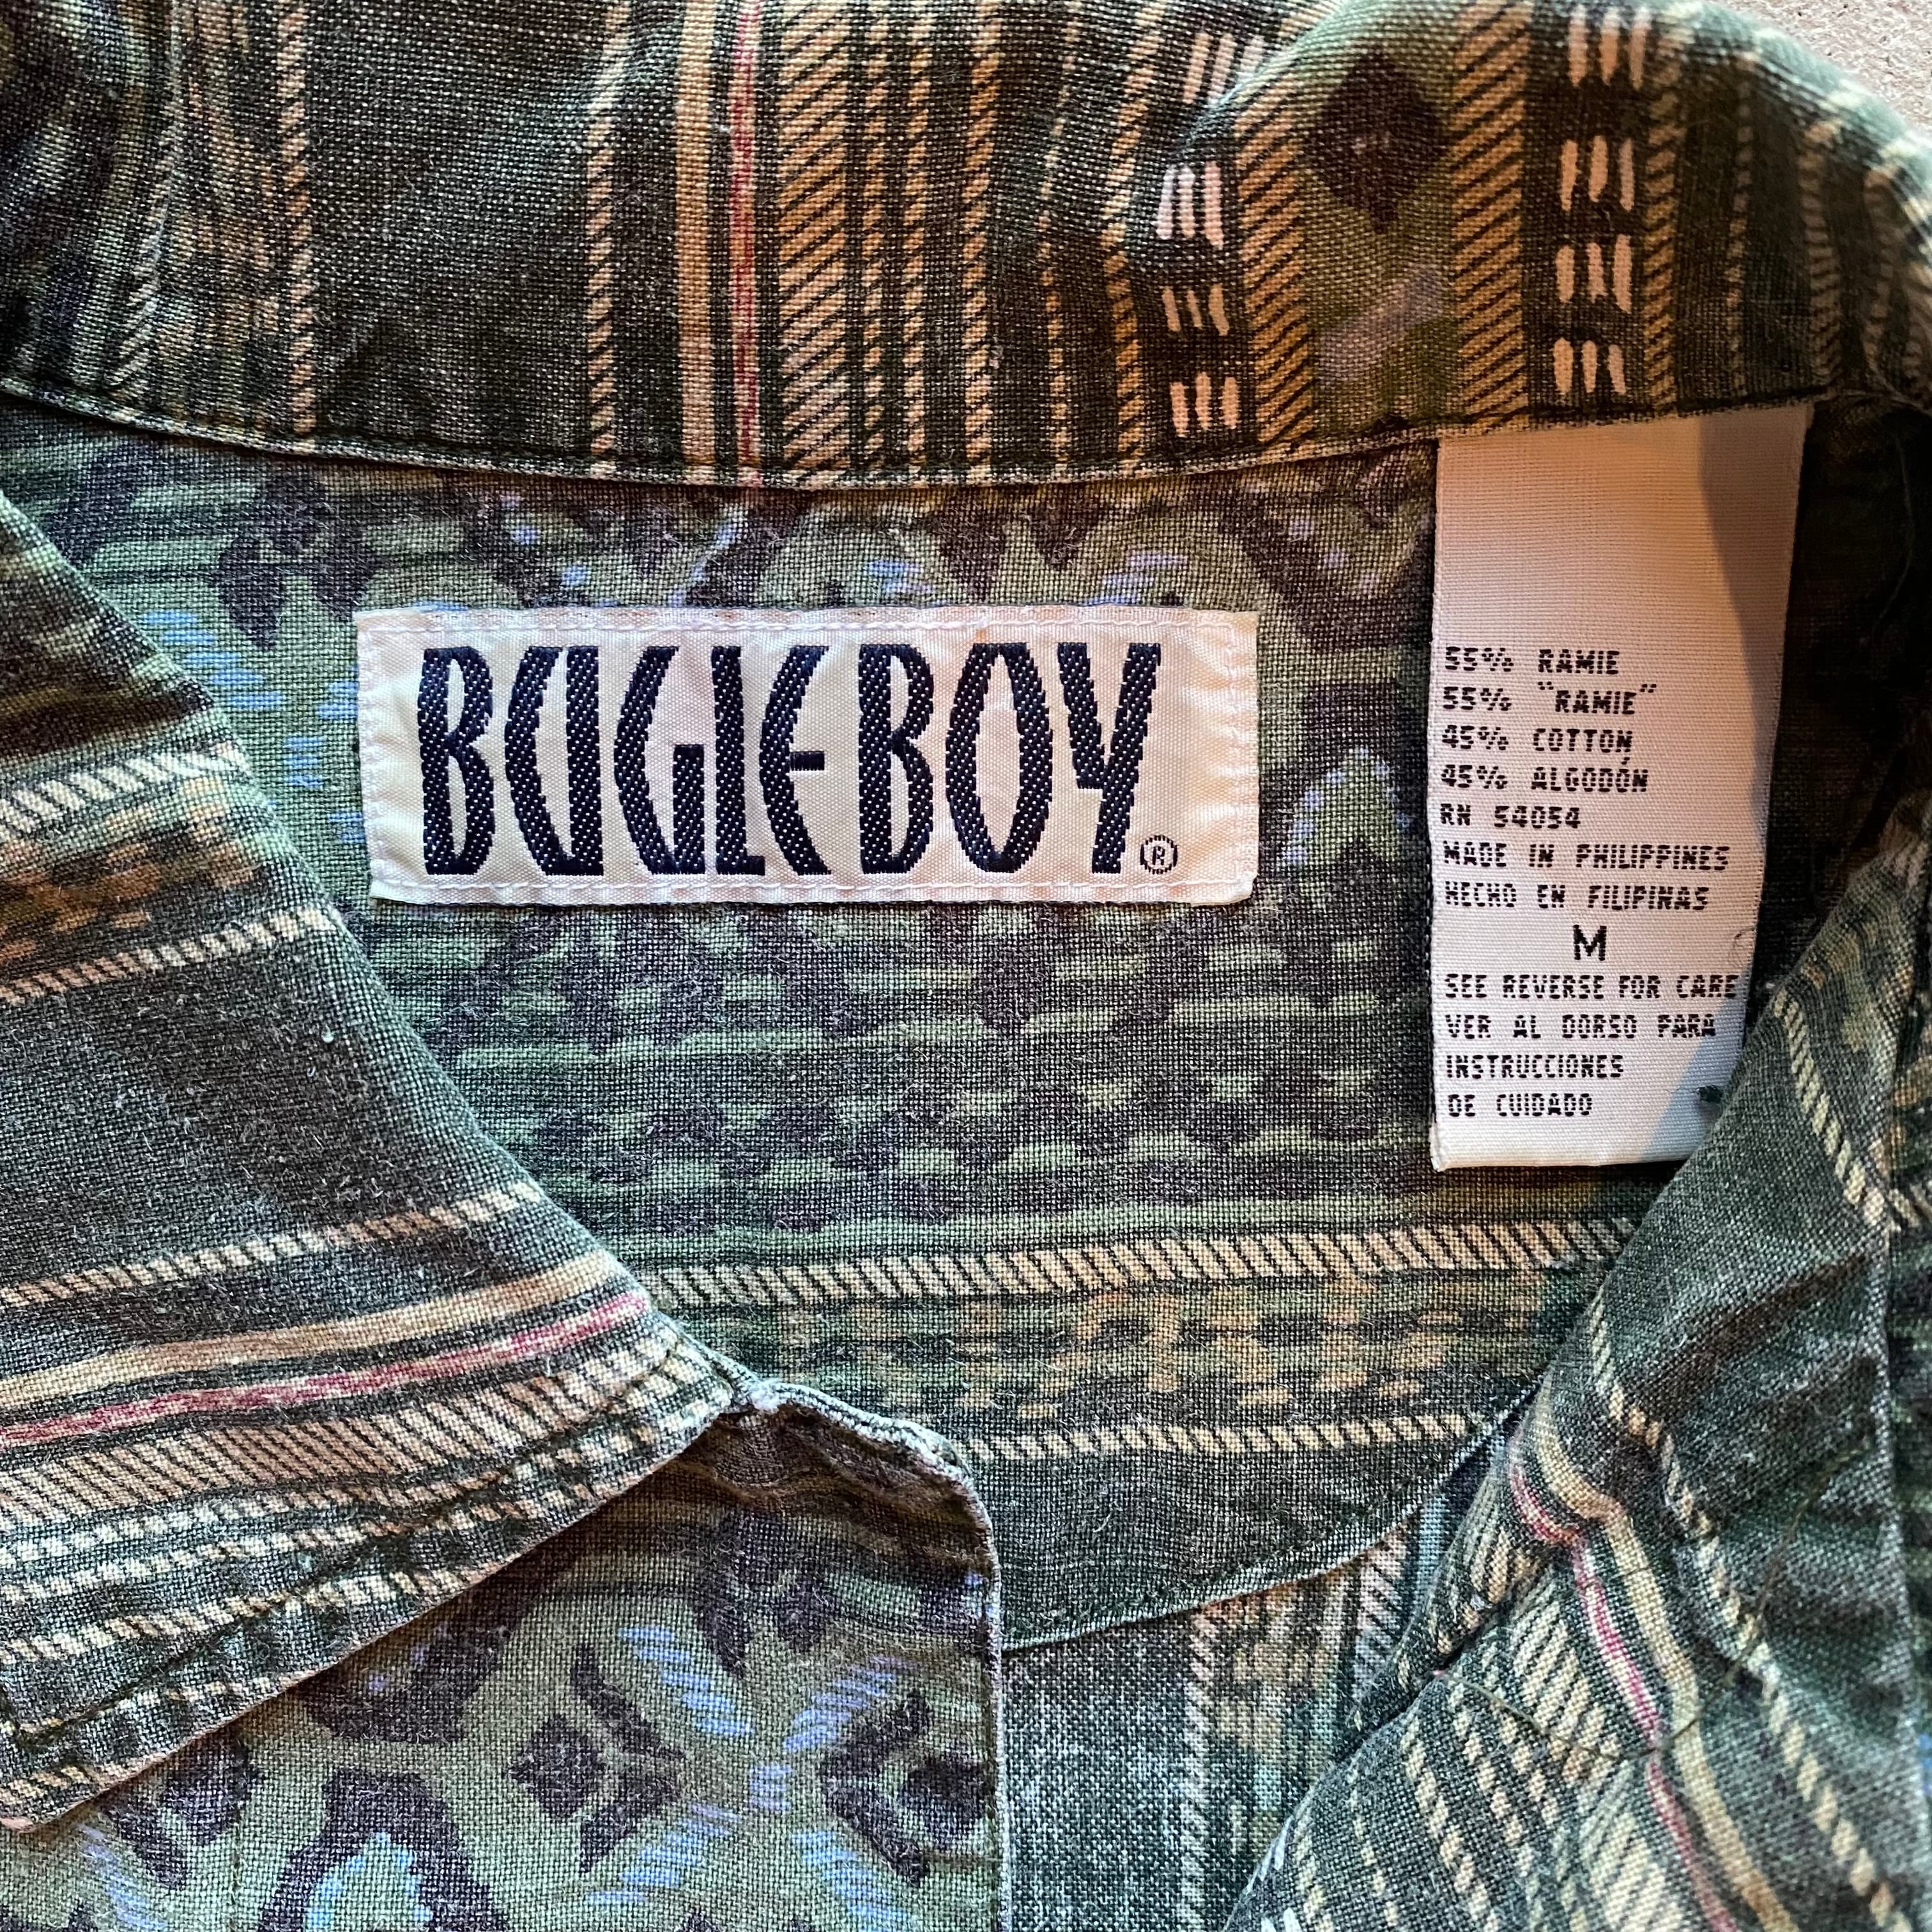 BUGLE BOY®
55% RAMIE
55% "RAMIE"
45% COTTON
45% ALGODÓN
RN 54054
MADE IN PHILIPPINES
HECHO EN FILIPINAS
M
SEE REVERSE FOR CARE
VER AL DORSO PARA
INSTRUCCIONES
DE CUIDADO